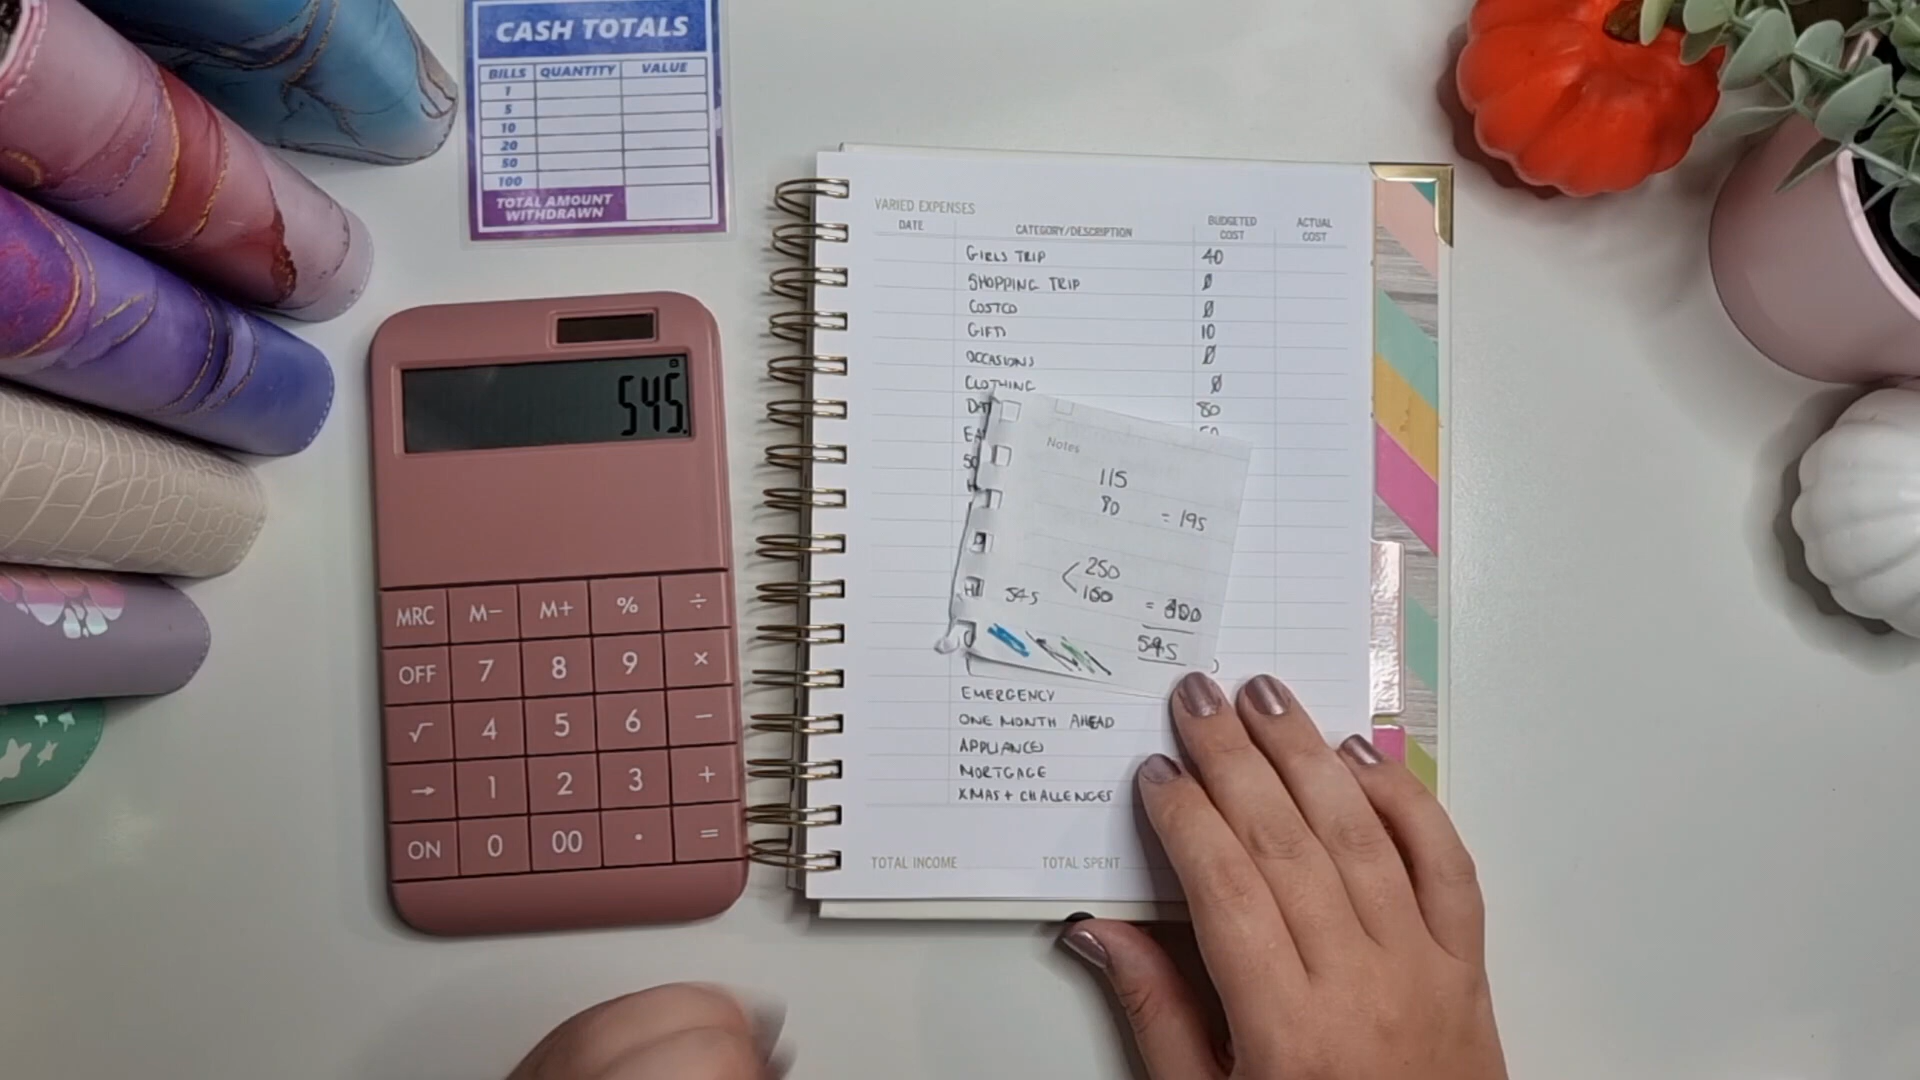 CASH TOTALS
BILLS QUANTITY VALUE
1
5
10
20
50
100
TOTAL AMOUNT
WITHDRAWN
545.
MRC M− M+ % ÷
OFF 7 8 9 ×
√ 4 5 6 −
→ 1 2 3 +
ON 0 00 · =
VARIED EXPENSES
DATE CATEGORY/DESCRIPTION BUDGETED COST ACTUAL COST
GIRLS TRIP 40
SHOPPING TRIP Ø
COSTCO Ø
GIFTS 10
OCCASIONS Ø
CLOTHING Ø
80
Notes
115
80 = 195
250
545
EMERGENCY
ONE MONTH AHEAD
APPLIANCES
MORTGAGE
XMAS + CHALLENGES
TOTAL INCOME TOTAL SPENT